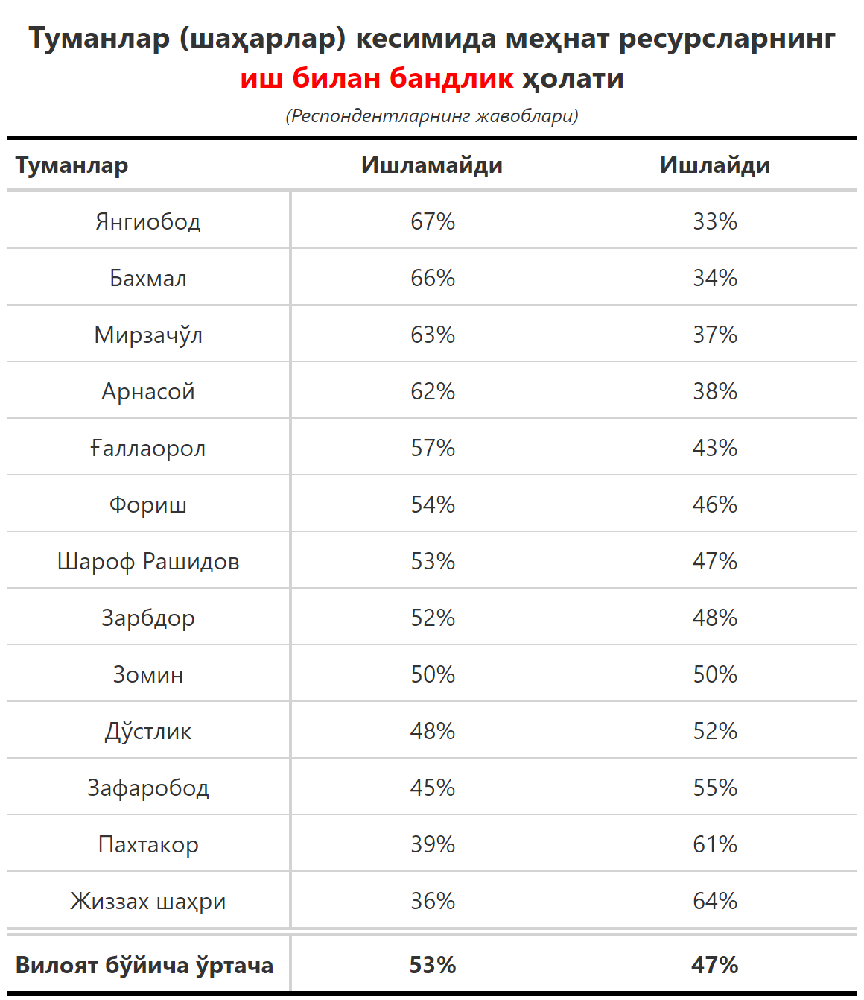 Туманлар (шаҳарлар) кесимида меҳнат ресурсларнинг
иш билан бандлик ҳолати
(Респондентларнинг жавоблари)
Туманлар Ишламайди Ишлайди
Янгиобод 67% 33%
Бахмал 66% 34%
Мирзачўл 63% 37%
Арнасой 62% 38%
Ғаллаорол 57% 43%
Фориш 54% 46%
Шароф Рашидов 53% 47%
Зарбдор 52% 48%
Зомин 50% 50%
Дўстлик 48% 52%
Зафаробод 45% 55%
Пахтакор 39% 61%
Жиззах шаҳри 36% 64%
Вилоят бўйича ўртача 53% 47%